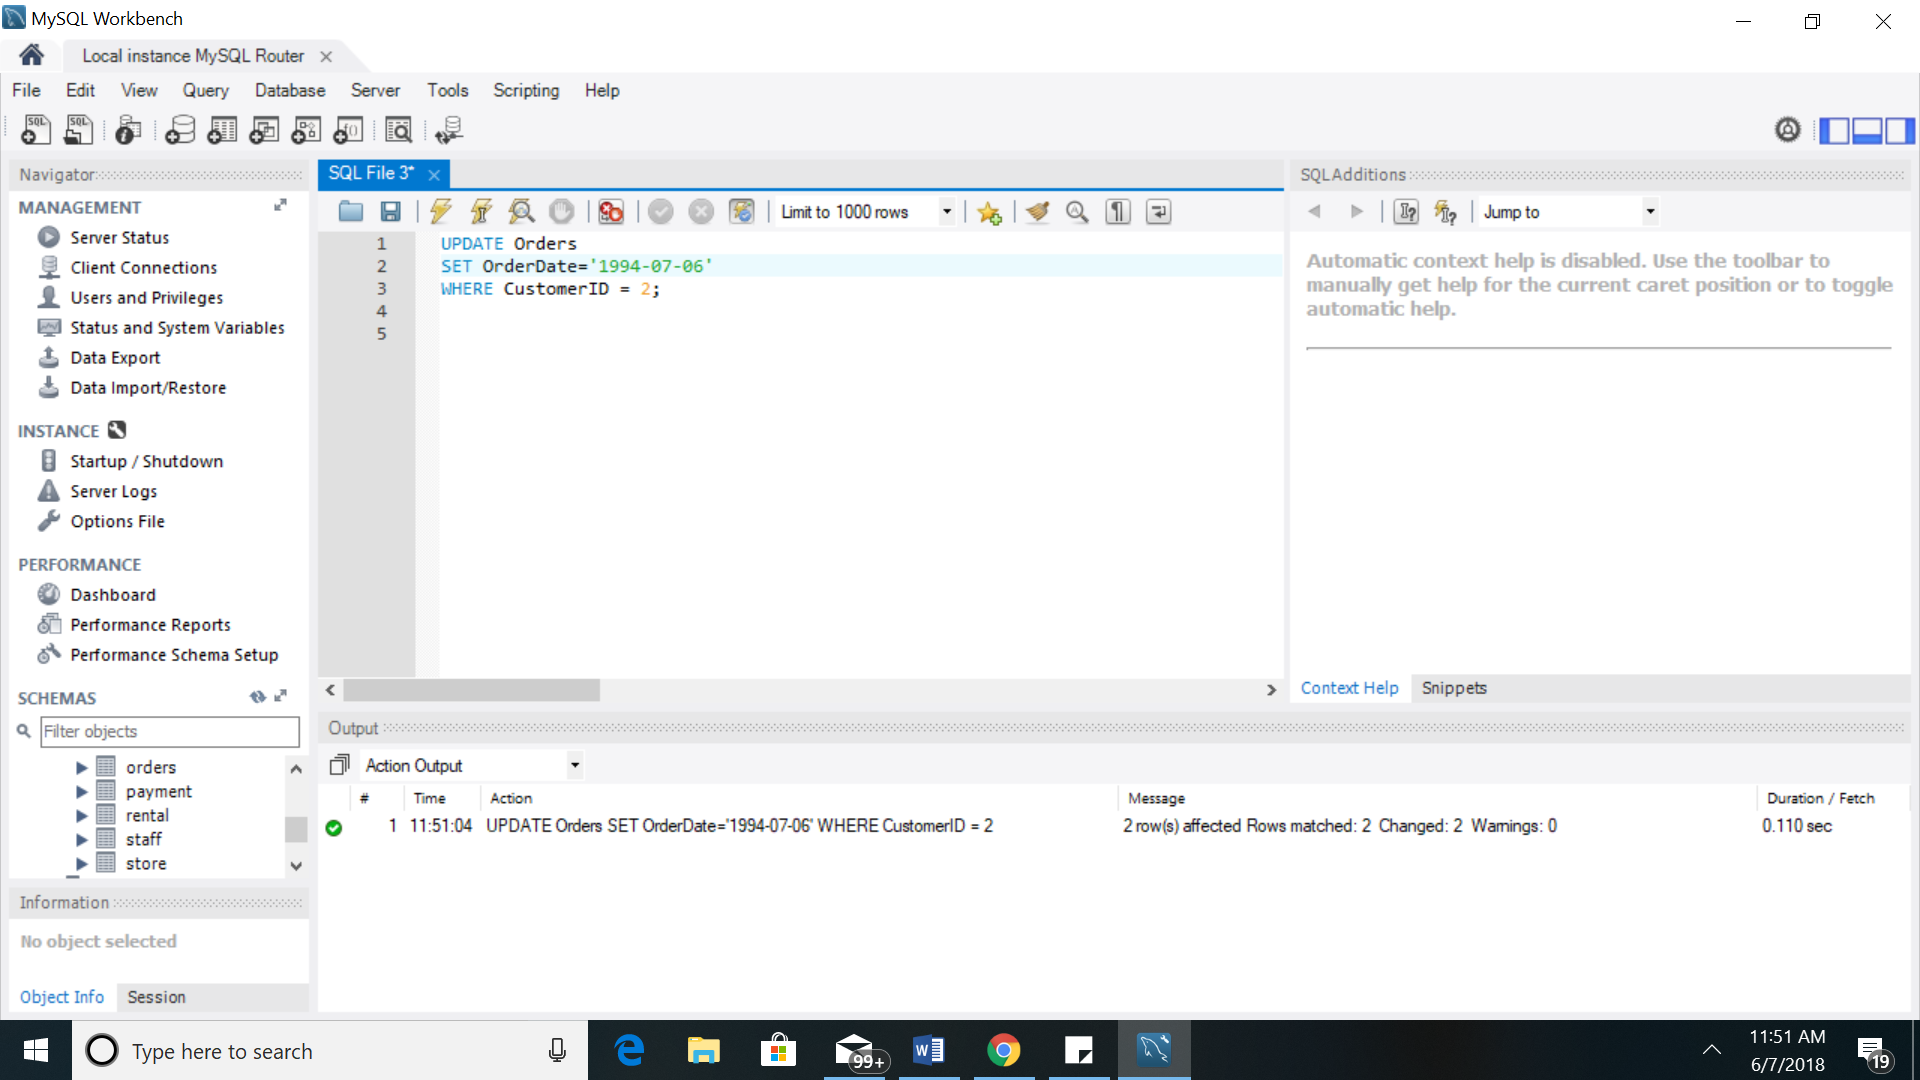 MySQL Workbench
Local instance MySQL Router
File Edit View Query Database Server Tools Scripting Help
Navigator
MANAGEMENT
Server Status
Client Connections
Users and Privileges
Status and System Variables
Data Export
Data Import/Restore
INSTANCE
Startup / Shutdown
Server Logs
Options File
PERFORMANCE
Dashboard
Performance Reports
Performance Schema Setup
SCHEMAS
Filter objects
orders
payment
rental
staff
store
Information
No object selected
Object Info Session
SQL File 3*
Limit to 1000 rows
1 UPDATE Orders
2 SET OrderDate='1994-07-06'
3 WHERE CustomerID = 2;
4
5
SQLAdditions
Jump to
Automatic context help is disabled. Use the toolbar to
manually get help for the current caret position or to toggle
automatic help.
Context Help Snippets
Output
Action Output
# Time Action Message Duration / Fetch
1 11:51:04 UPDATE Orders SET OrderDate='1994-07-06' WHERE CustomerID = 2 2 row(s) affected Rows matched: 2 Changed: 2 Warnings: 0 0.110 sec
Type here to search
99+
11:51 AM
6/7/2018
19